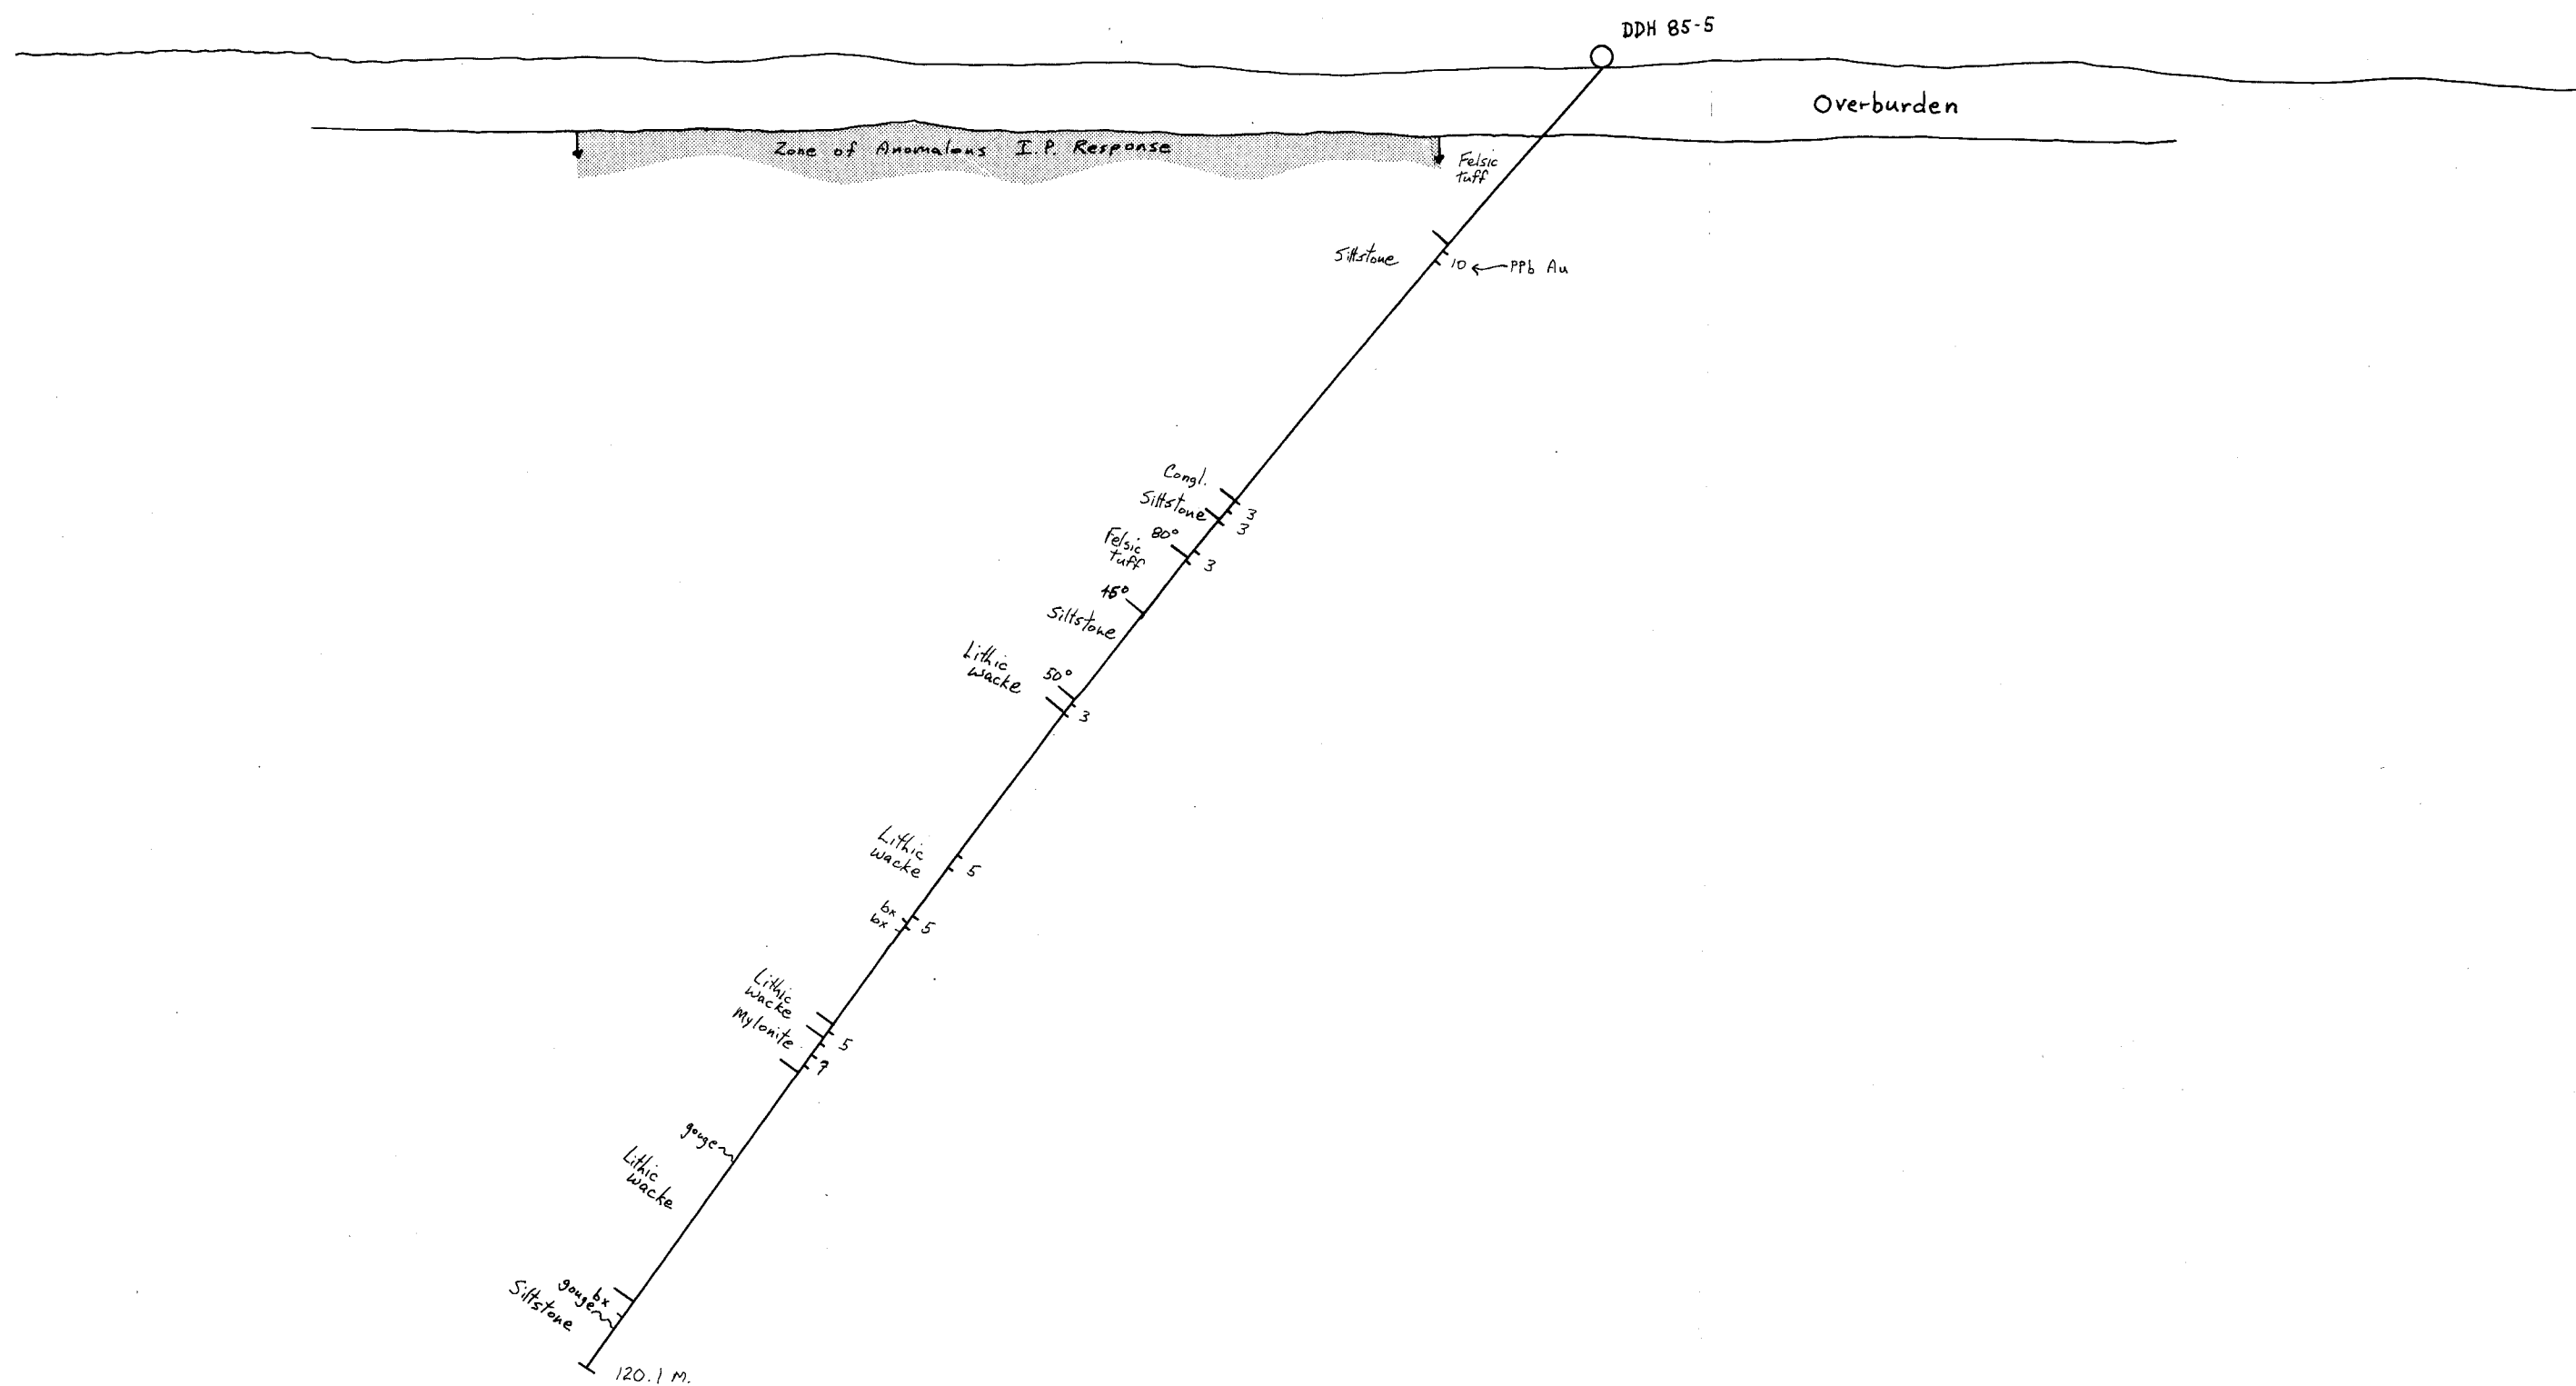 DDH 85-5
Overburden
Zone of Anomalous I.P. Response
Felsic
tuff
Siltstone
10 ← ppb Au
Congl.
Siltstone
3
3
80°
Felsic
tuff
3
45°
Siltstone
Lithic
wacke
50°
3
Lithic
wacke
5
bx
bx
5
Lithic
wacke
Mylonite
5
gouge
Lithic
wacke
bx
gouge
Siltstone
120.1 M.